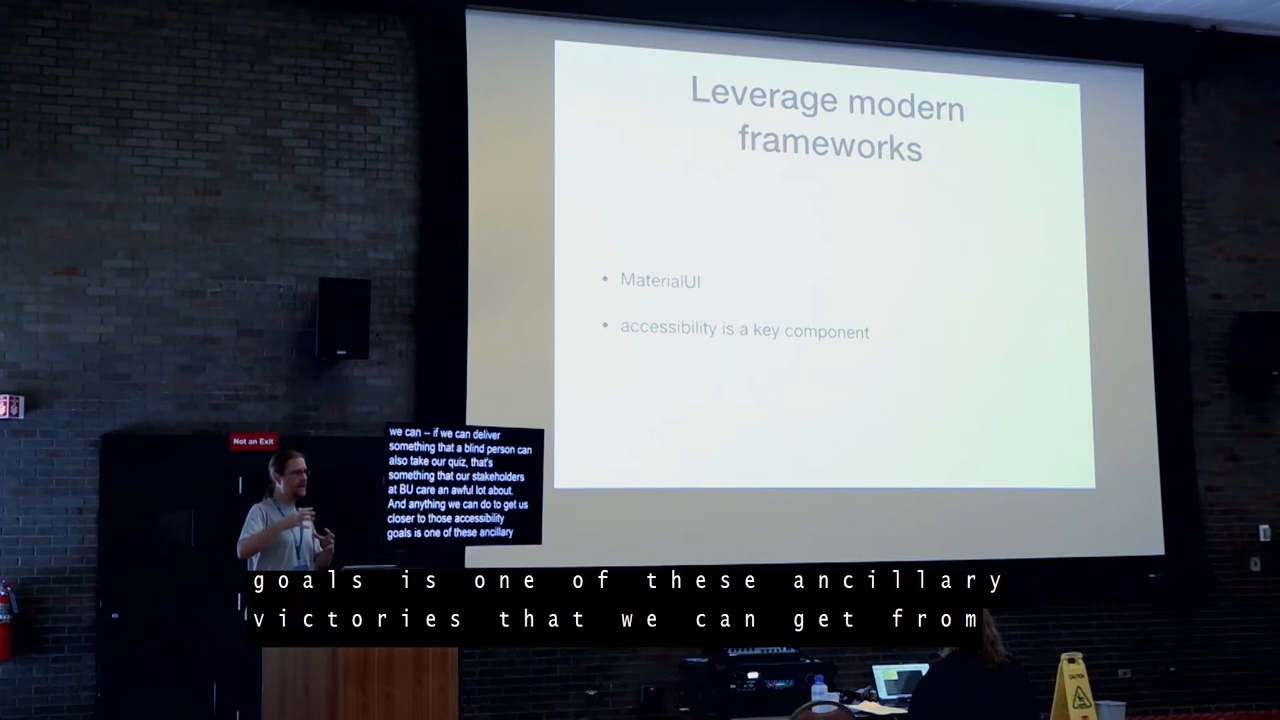 Leverage modern
frameworks
• MaterialUI
• accessibility is a key component
Not an Exit
we can -- if we can deliver
something that a blind person can
also take our quiz, that's
something that our stakeholders
at BU care an awful lot about.
And anything we can do to get us
closer to those accessibility
goals is one of these ancillary
goals is one of these ancillary
victories that we can get from
CAUTION